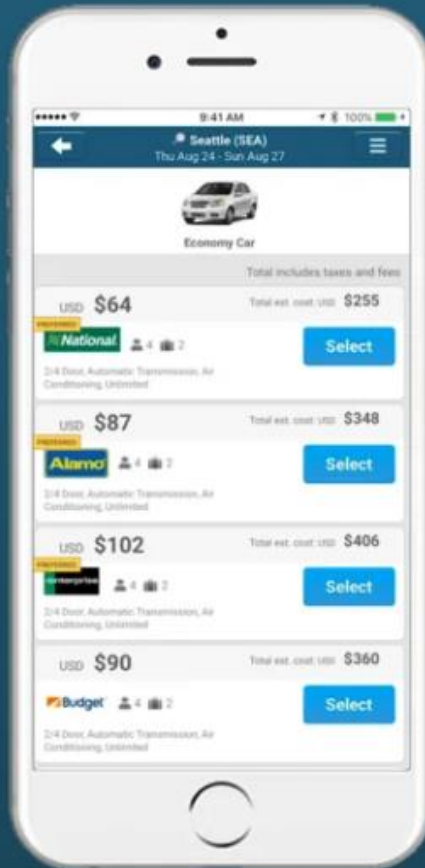 9:41 AM
100%
Seattle (SEA)
Thu Aug 24 - Sun Aug 27
Economy Car
Total includes taxes and fees
USD $64
Total est. cost: USD $255
PREFERRED
National
4 2
Select
2/4 Door, Automatic Transmission, Air
Conditioning, Unlimited
USD $87
Total est. cost: USD $348
PREFERRED
Alamo
4 2
Select
2/4 Door, Automatic Transmission, Air
Conditioning, Unlimited
USD $102
Total est. cost: USD $406
PREFERRED
enterprise
4 2
Select
2/4 Door, Automatic Transmission, Air
Conditioning, Unlimited
USD $90
Total est. cost: USD $360
Budget
4 2
Select
2/4 Door, Automatic Transmission, Air
Conditioning, Unlimited